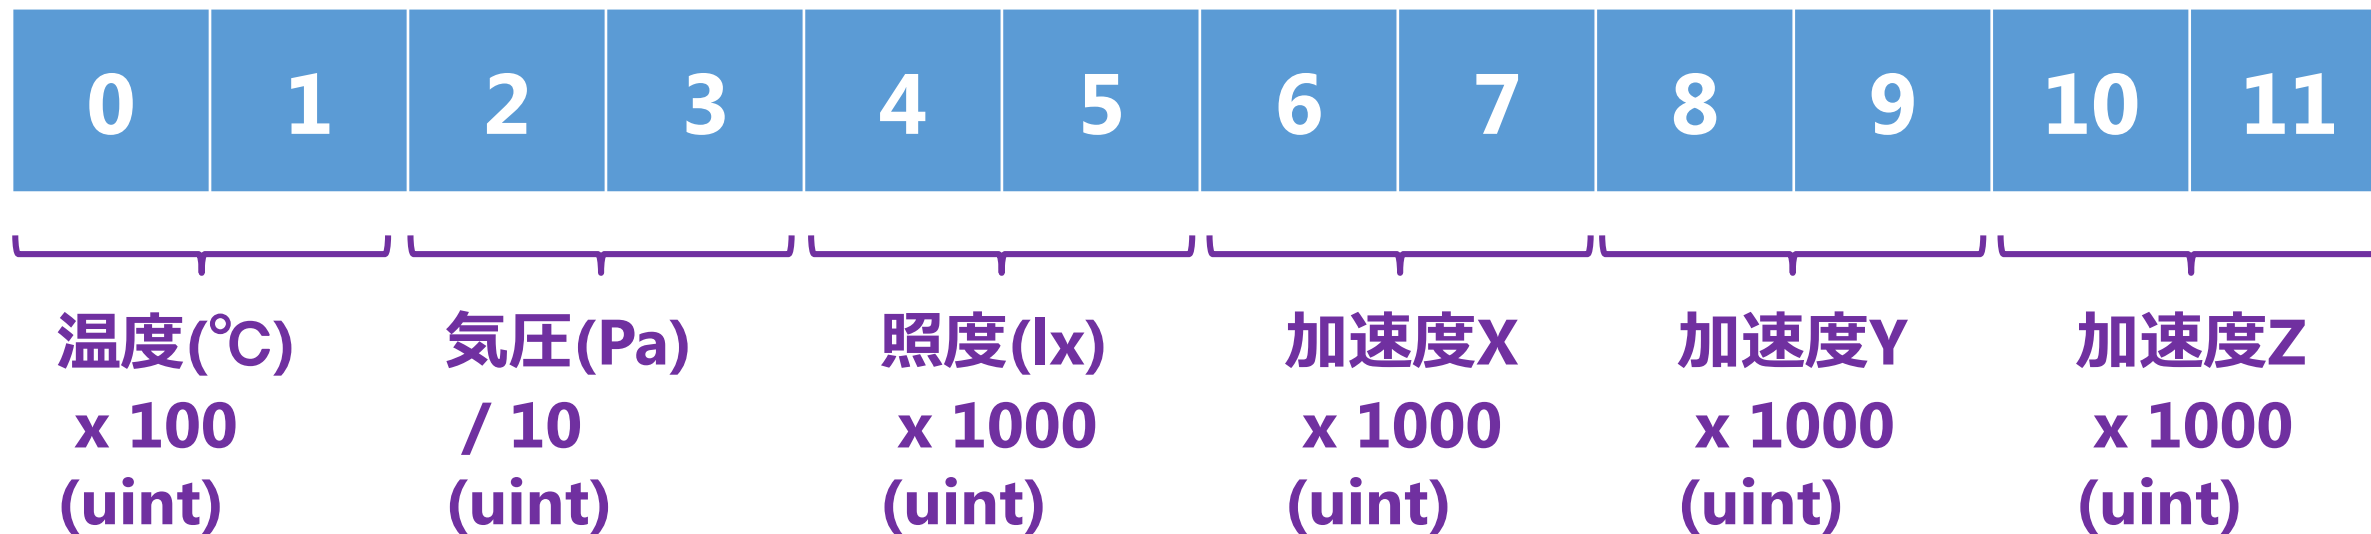 0 1 2 3 4 5 6 7 8 9 10 11
温度(℃) 気圧(Pa) 照度(lx) 加速度X 加速度Y 加速度Z
x 100 / 10 x 1000 x 1000 x 1000 x 1000
(uint) (uint) (uint) (uint) (uint) (uint)